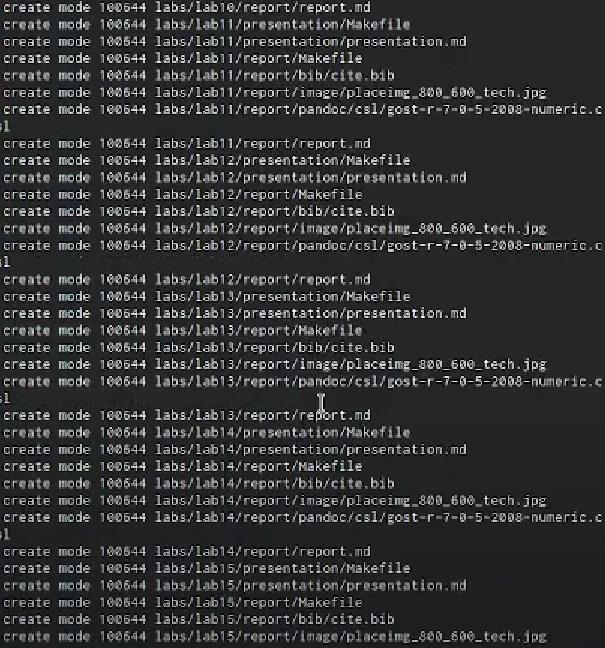 create mode 100644 labs/lab10/report/report.md
create mode 100644 labs/lab11/presentation/Makefile
create mode 100644 labs/lab11/presentation/presentation.md
create mode 100644 labs/lab11/report/Makefile
create mode 100644 labs/lab11/report/bib/cite.bib
create mode 100644 labs/lab11/report/image/placeimg_800_600_tech.jpg
create mode 100644 labs/lab11/report/pandoc/csl/gost-r-7-0-5-2008-numeric.c
sl
create mode 100644 labs/lab11/report/report.md
create mode 100644 labs/lab12/presentation/Makefile
create mode 100644 labs/lab12/presentation/presentation.md
create mode 100644 labs/lab12/report/Makefile
create mode 100644 labs/lab12/report/bib/cite.bib
create mode 100644 labs/lab12/report/image/placeimg_800_600_tech.jpg
create mode 100644 labs/lab12/report/pandoc/csl/gost-r-7-0-5-2008-numeric.c
sl
create mode 100644 labs/lab12/report/report.md
create mode 100644 labs/lab13/presentation/Makefile
create mode 100644 labs/lab13/presentation/presentation.md
create mode 100644 labs/lab13/report/Makefile
create mode 100644 labs/lab13/report/bib/cite.bib
create mode 100644 labs/lab13/report/image/placeimg_800_600_tech.jpg
create mode 100644 labs/lab13/report/pandoc/csl/gost-r-7-0-5-2008-numeric.c
sl
create mode 100644 labs/lab13/report/report.md
create mode 100644 labs/lab14/presentation/Makefile
create mode 100644 labs/lab14/presentation/presentation.md
create mode 100644 labs/lab14/report/Makefile
create mode 100644 labs/lab14/report/bib/cite.bib
create mode 100644 labs/lab14/report/image/placeimg_800_600_tech.jpg
create mode 100644 labs/lab14/report/pandoc/csl/gost-r-7-0-5-2008-numeric.c
sl
create mode 100644 labs/lab14/report/report.md
create mode 100644 labs/lab15/presentation/Makefile
create mode 100644 labs/lab15/presentation/presentation.md
create mode 100644 labs/lab15/report/Makefile
create mode 100644 labs/lab15/report/bib/cite.bib
create mode 100644 labs/lab15/report/image/placeimg_800_600_tech.jpg